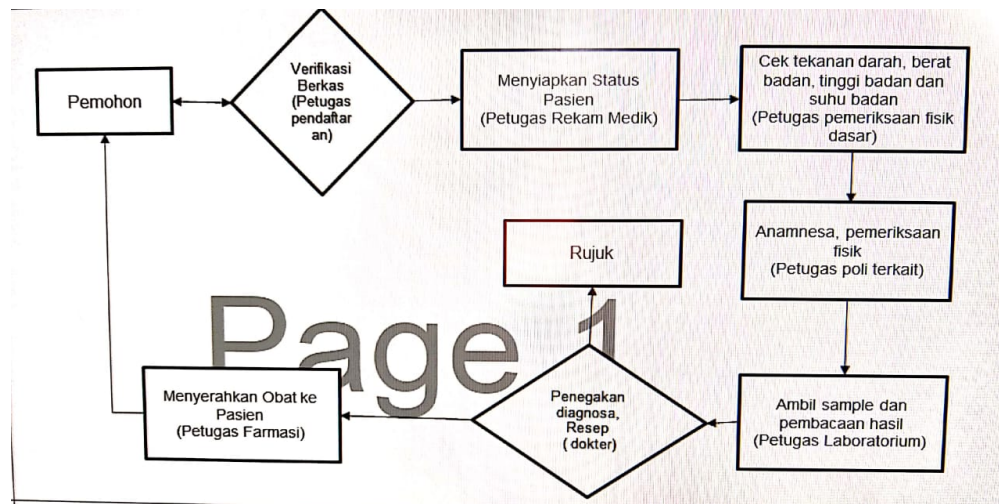 Pemohon
Verifikasi
Berkas
(Petugas
pendaftar
an)
Menyiapkan Status
Pasien
(Petugas Rekam Medik)
Cek tekanan darah, berat
badan, tinggi badan dan
suhu badan
(Petugas pemeriksaan fisik
dasar)
Anamnesa, pemeriksaan
fisik
(Petugas poli terkait)
Rujuk
Page 1
Ambil sample dan
pembacaan hasil
(Petugas Laboratorium)
Penegakan
diagnosa,
Resep
( dokter)
Menyerahkan Obat ke
Pasien
(Petugas Farmasi)